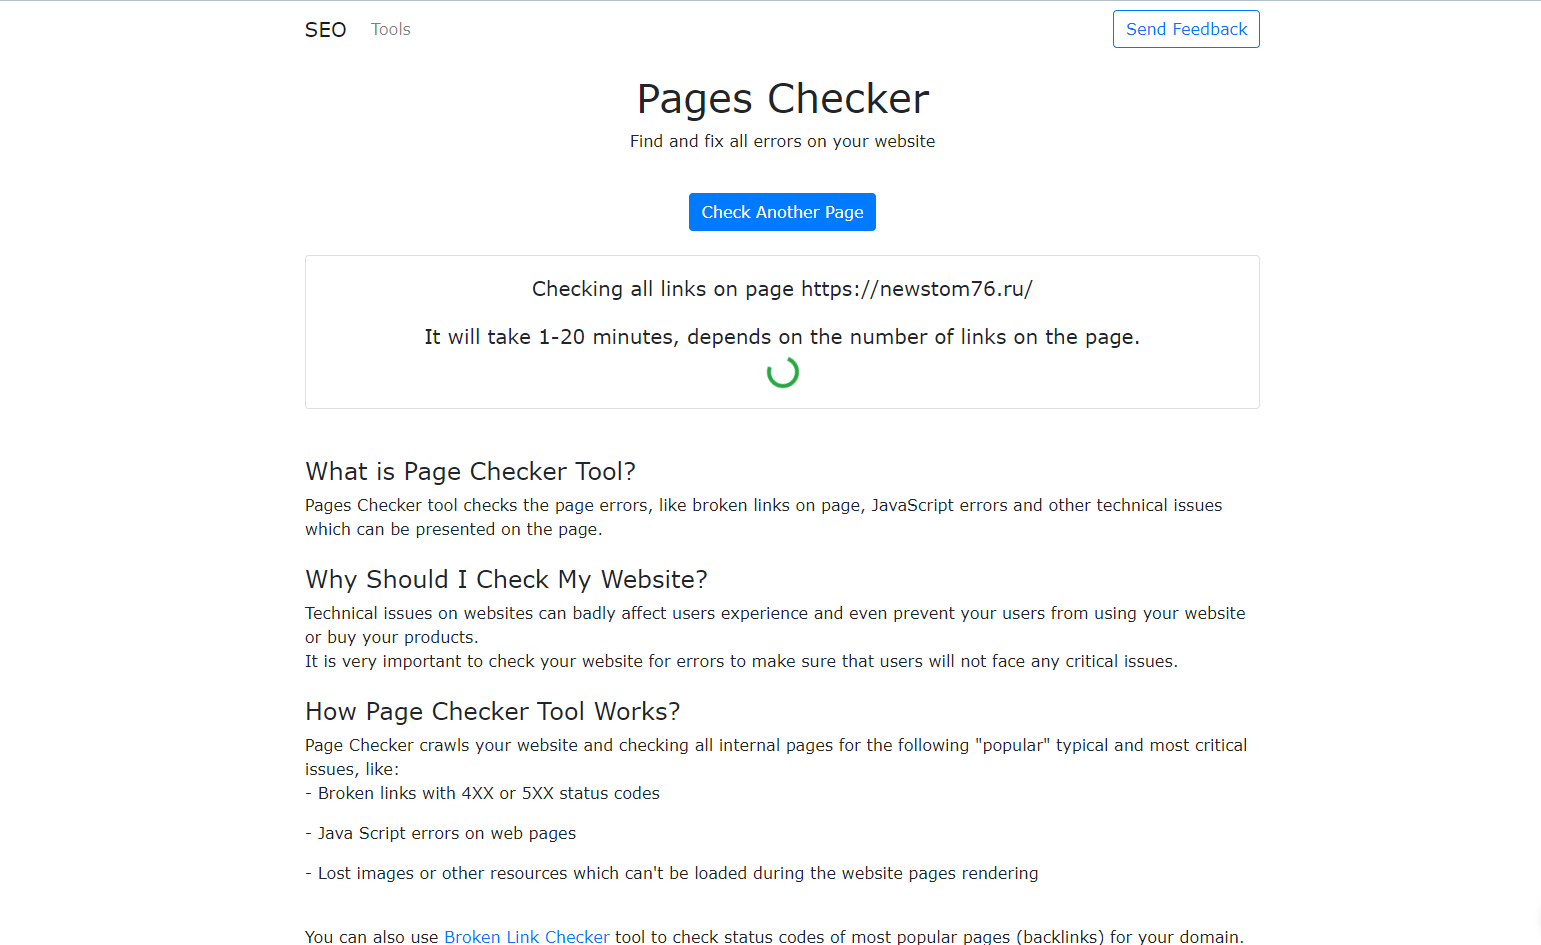 SEO Tools Send Feedback
Pages Checker
Find and fix all errors on your website
Check Another Page
Checking all links on page https://newstom76.ru/
It will take 1-20 minutes, depends on the number of links on the page.
What is Page Checker Tool?
Pages Checker tool checks the page errors, like broken links on page, JavaScript errors and other technical issues
which can be presented on the page.
Why Should I Check My Website?
Technical issues on websites can badly affect users experience and even prevent your users from using your website
or buy your products.
It is very important to check your website for errors to make sure that users will not face any critical issues.
How Page Checker Tool Works?
Page Checker crawls your website and checking all internal pages for the following "popular" typical and most critical
issues, like:
- Broken links with 4XX or 5XX status codes
- Java Script errors on web pages
- Lost images or other resources which can't be loaded during the website pages rendering
You can also use Broken Link Checker tool to check status codes of most popular pages (backlinks) for your domain.